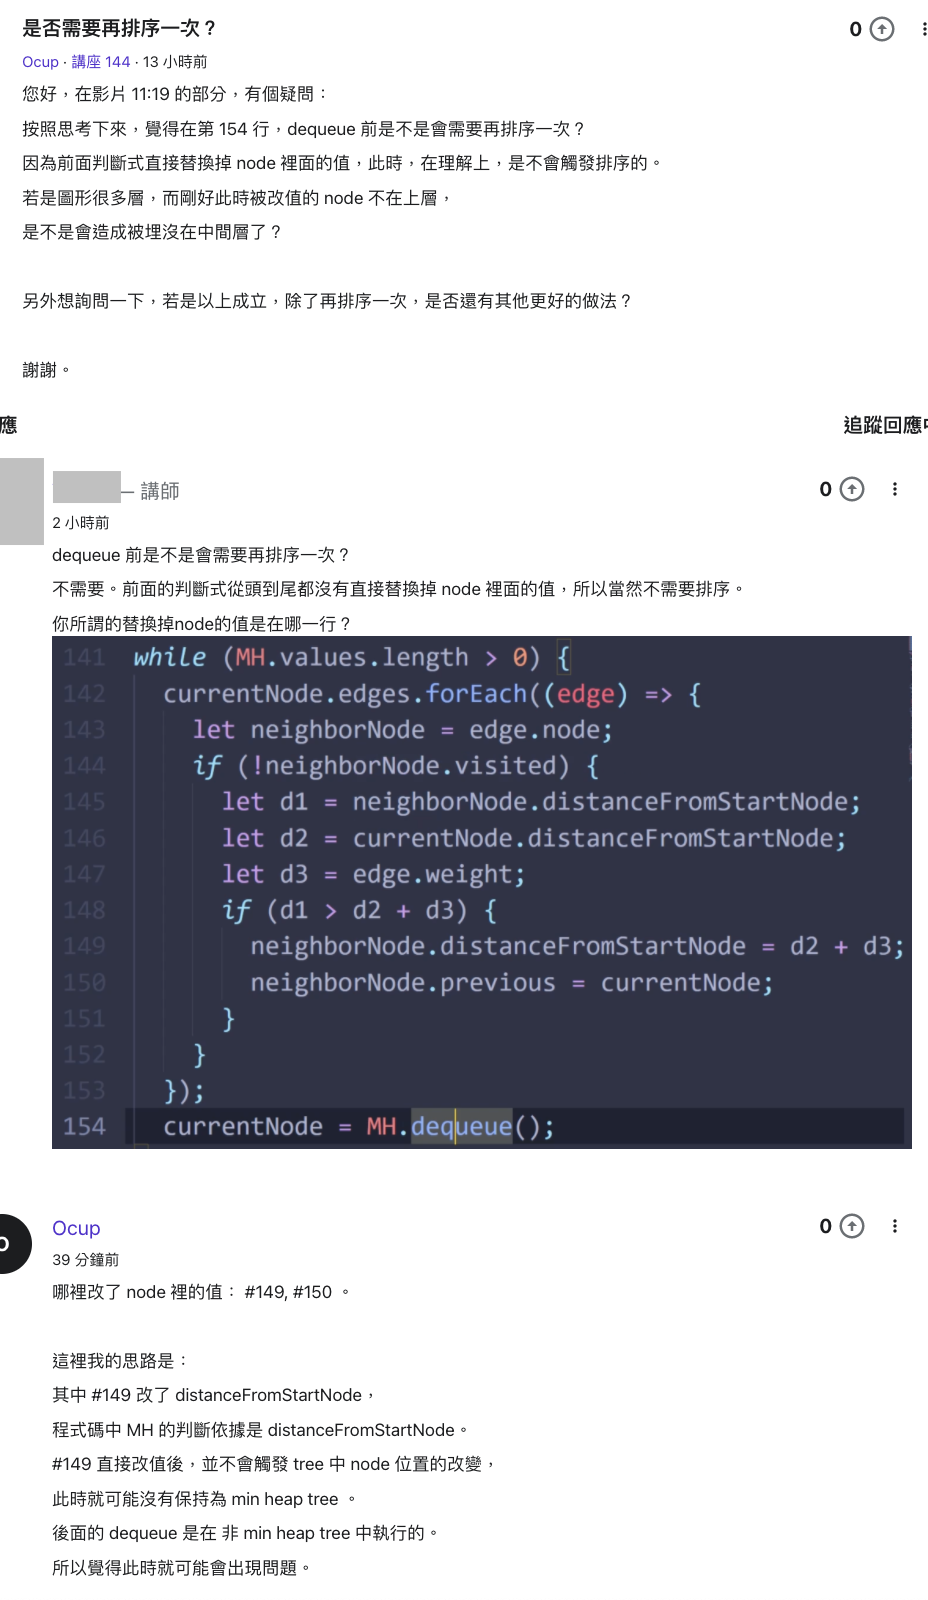 是否需要再排序一次？
0
Ocup · 講座 144 · 13 小時前
您好，在影片 11:19 的部分，有個疑問：
按照思考下來，覺得在第 154 行，dequeue 前是不是會需要再排序一次？
因為前面判斷式直接替換掉 node 裡面的值，此時，在理解上，是不會觸發排序的。
若是圖形很多層，而剛好此時被改值的 node 不在上層，
是不是會造成被埋沒在中間層了？
另外想詢問一下，若是以上成立，除了再排序一次，是否還有其他更好的做法？
謝謝。
應
追蹤回應中
— 講師
0
2 小時前
dequeue 前是不是會需要再排序一次？
不需要。前面的判斷式從頭到尾都沒有直接替換掉 node 裡面的值，所以當然不需要排序。
你所謂的替換掉node的值是在哪一行？
141 while (MH.values.length > 0) {
142 currentNode.edges.forEach((edge) => {
143 let neighborNode = edge.node;
144 if (!neighborNode.visited) {
145 let d1 = neighborNode.distanceFromStartNode;
146 let d2 = currentNode.distanceFromStartNode;
147 let d3 = edge.weight;
148 if (d1 > d2 + d3) {
149 neighborNode.distanceFromStartNode = d2 + d3;
150 neighborNode.previous = currentNode;
151 }
152 }
153 });
154 currentNode = MH.dequeue();
Ocup
0
39 分鐘前
哪裡改了 node 裡的值： #149, #150 。
這裡我的思路是：
其中 #149 改了 distanceFromStartNode，
程式碼中 MH 的判斷依據是 distanceFromStartNode。
#149 直接改值後，並不會觸發 tree 中 node 位置的改變，
此時就可能沒有保持為 min heap tree 。
後面的 dequeue 是在 非 min heap tree 中執行的。
所以覺得此時就可能會出現問題。